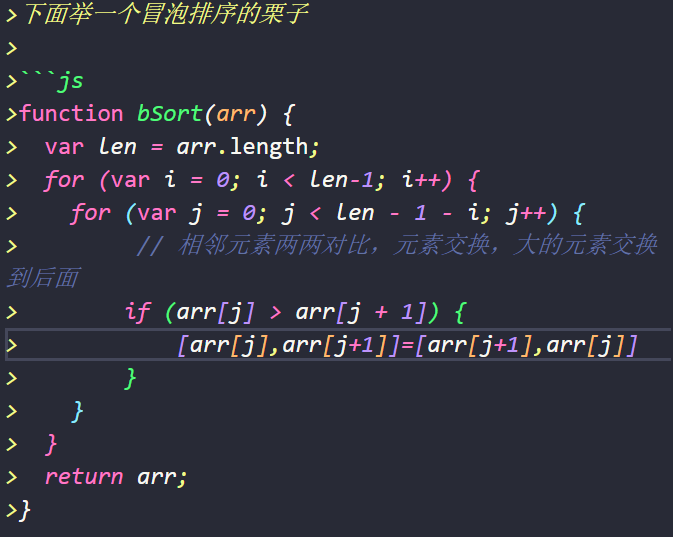 >下面举一个冒泡排序的栗子
>
>```js
>function bSort(arr) {
>  var len = arr.length;
>  for (var i = 0; i < len-1; i++) {
>    for (var j = 0; j < len - 1 - i; j++) {
>         // 相邻元素两两对比，元素交换，大的元素交换
到后面
>        if (arr[j] > arr[j + 1]) {
>            [arr[j],arr[j+1]]=[arr[j+1],arr[j]]
>        }
>    }
>  }
>  return arr;
>}